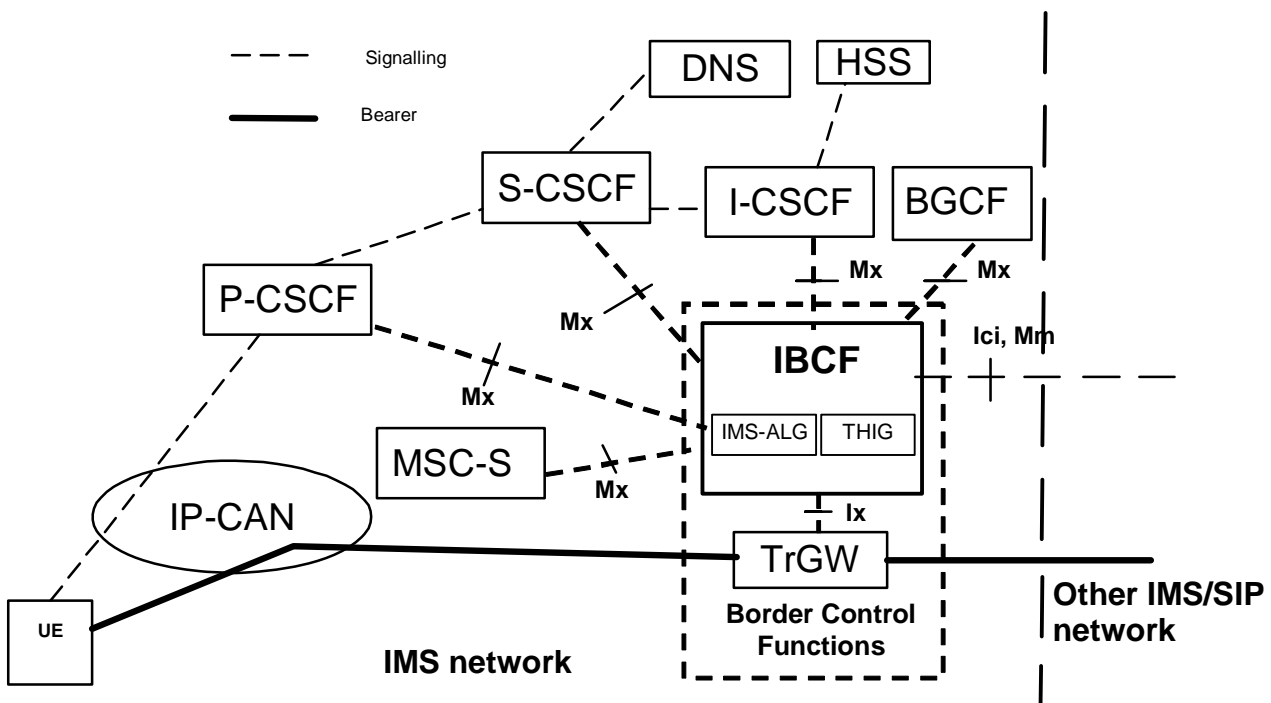 Signalling
Bearer
DNS
HSS
S-CSCF
I-CSCF
BGCF
P-CSCF
Mx
Mx
Mx
Mx
Ici, Mm
IBCF
IMS-ALG
THIG
MSC-S
Mx
IP-CAN
Ix
TrGW
UE
Border Control
Functions
IMS network
Other IMS/SIP
network